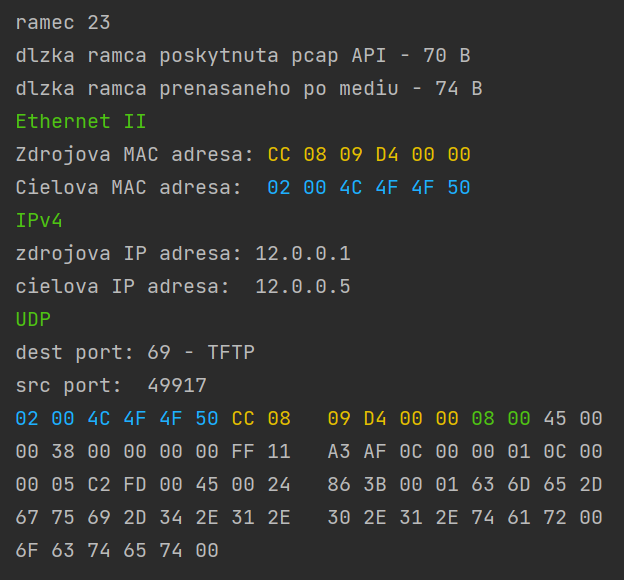 ramec 23
dlzka ramca poskytnuta pcap API - 70 B
dlzka ramca prenasaneho po mediu - 74 B
Ethernet II
Zdrojova MAC adresa: CC 08 09 D4 00 00
Cielova MAC adresa:  02 00 4C 4F 4F 50
IPv4
zdrojova IP adresa: 12.0.0.1
cielova IP adresa:  12.0.0.5
UDP
dest port: 69 - TFTP
src port:  49917
02 00 4C 4F 4F 50 CC 08   09 D4 00 00 08 00 45 00
00 38 00 00 00 00 FF 11   A3 AF 0C 00 00 01 0C 00
00 05 C2 FD 00 45 00 24   86 3B 00 01 63 6D 65 2D
67 75 69 2D 34 2E 31 2E   30 2E 31 2E 74 61 72 00
6F 63 74 65 74 00